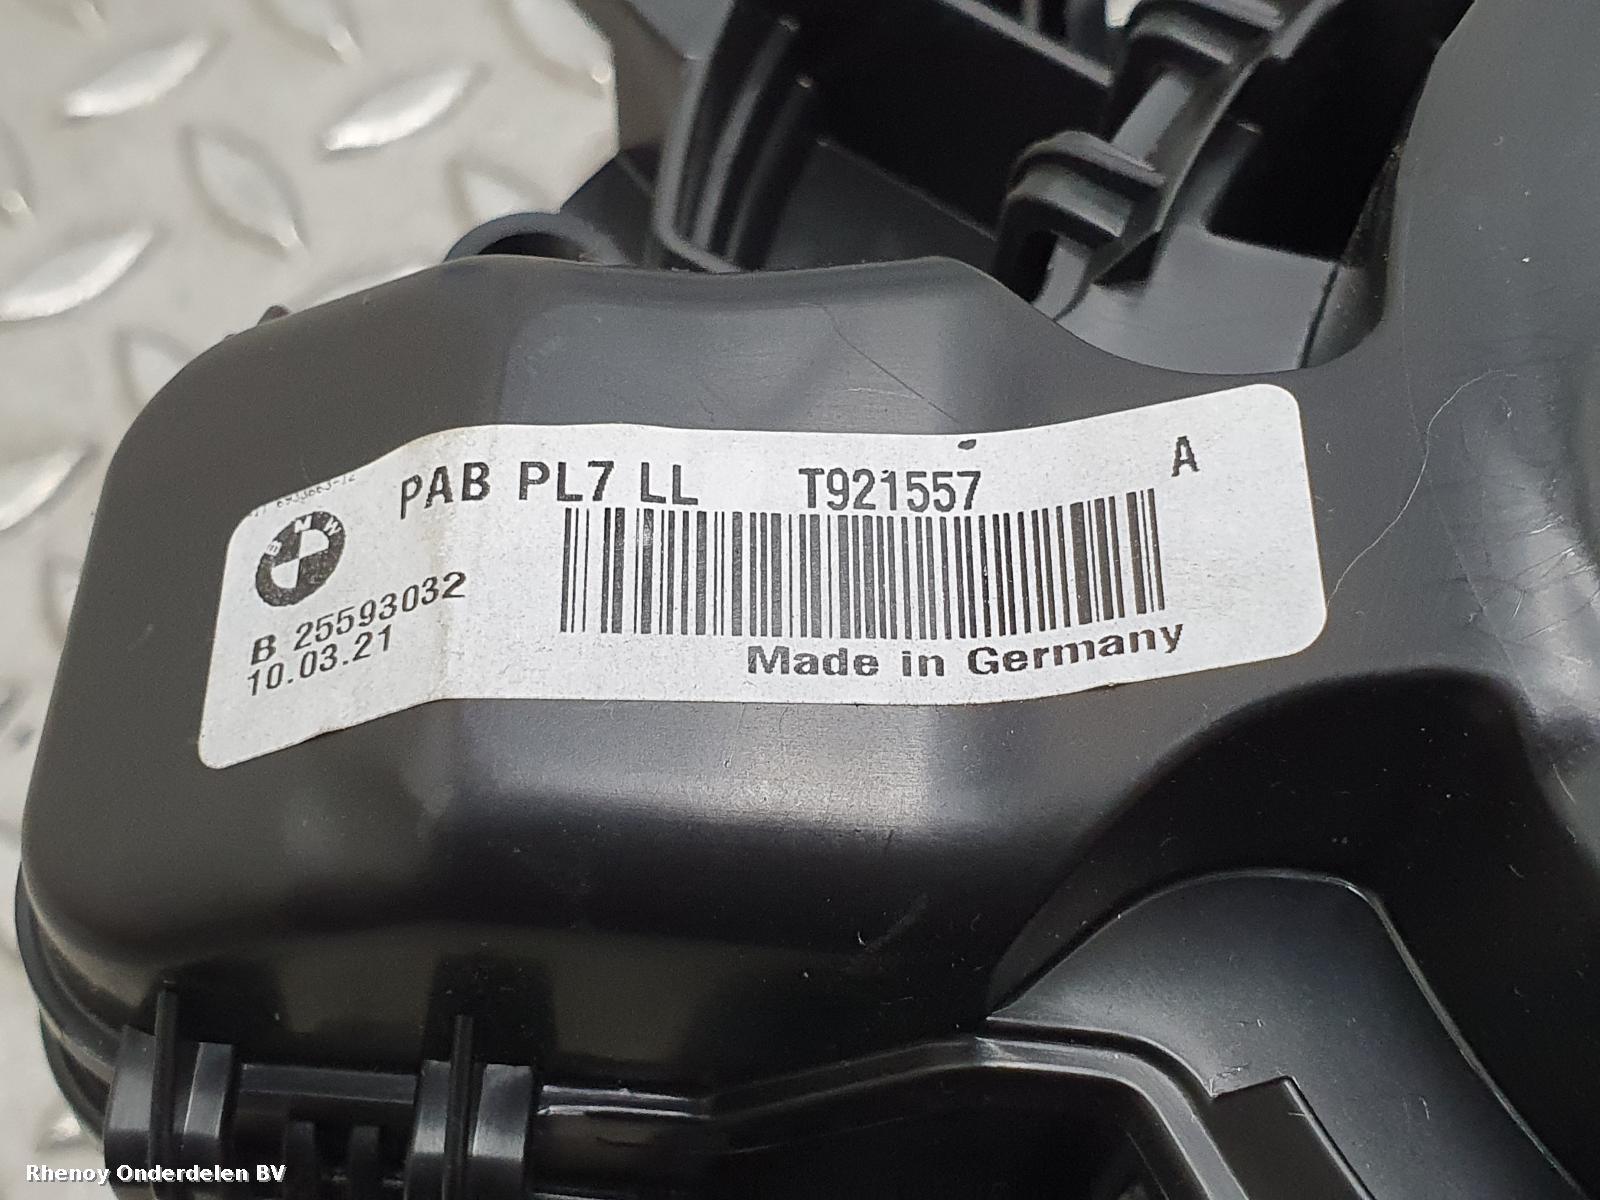 PAB PL7 LL T921557 A
BMW
B 25593032
10.03.21
Made in Germany
Rhenoy Onderdelen BV